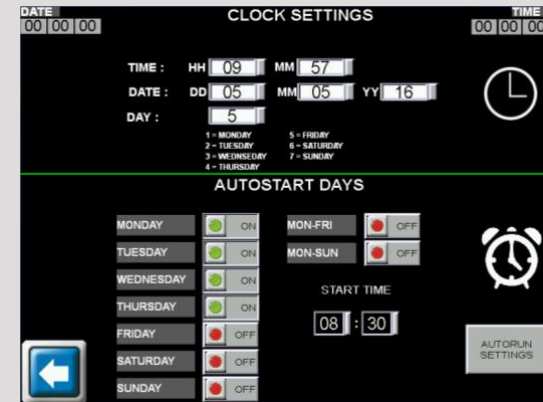 DATE CLOCK SETTINGS TIME
00 00 00 00 00 00
TIME : HH 09 MM 57
DATE : DD 05 MM 05 YY 16
DAY : 5
1 = MONDAY 5 = FRIDAY
2 = TUESDAY 6 = SATURDAY
3 = WEDNSEDAY 7 = SUNDAY
4 = THURSDAY
AUTOSTART DAYS
MONDAY ON MON-FRI OFF
TUESDAY ON MON-SUN OFF
WEDNESDAY ON
START TIME
THURSDAY ON
08 : 30
FRIDAY OFF
AUTORUN
SETTINGS
SATURDAY OFF
SUNDAY OFF